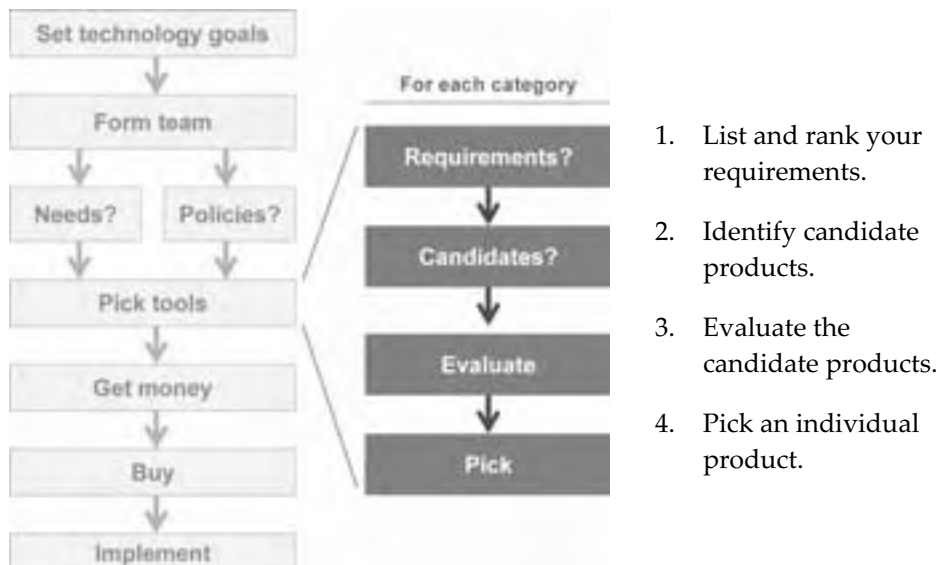 Set technology goals
Form team
Needs?
Policies?
Pick tools
Get money
Buy
Implement
For each category
Requirements?
Candidates?
Evaluate
Pick
1. List and rank your
requirements.
2. Identify candidate
products.
3. Evaluate the
candidate products.
4. Pick an individual
product.